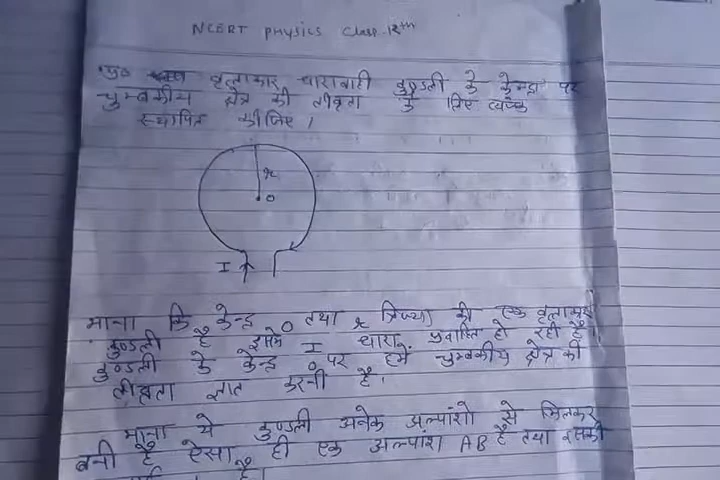 NCERT PHYSICS Class 12th
वृत्ताकार धारावाही कुण्डली के केन्द्र पर
चुम्बकीय क्षेत्र की तीव्रता के लिए व्यंजक
स्थापित कीजिए।
r
O
I
माना कि केन्द्र O तथा r त्रिज्या की एक वृत्ताकार
कुण्डली है इसमे I धारा प्रवाहित हो रही है।
कुण्डली के केन्द्र O पर हमे चुम्बकीय क्षेत्र की
तीव्रता ज्ञात करनी है।
माना ये कुण्डली अनेक अल्पांशो से मिलकर
बनी है ऐसा ही एक अल्पांश AB है तथा इसकी
है।